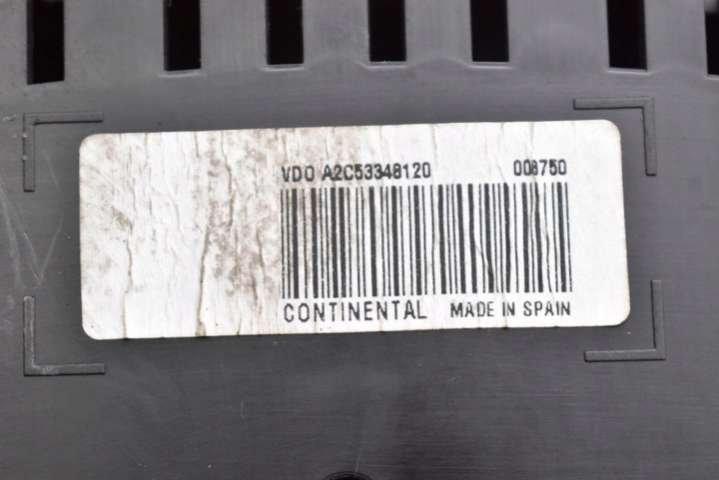 VDO A2C53348120 008750
CONTINENTAL MADE IN SPAIN